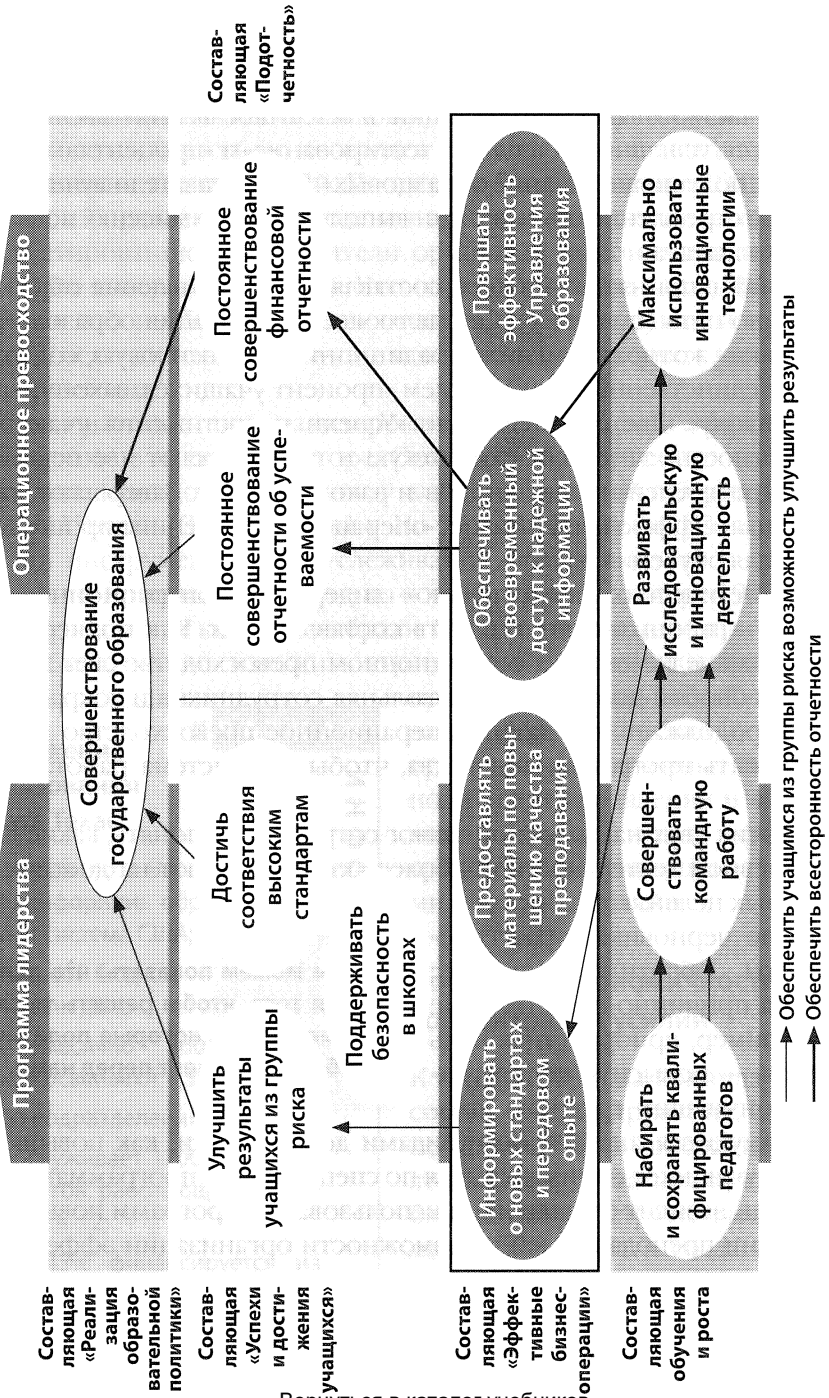 Программа лидерства
Операционное превосходство
Состав-
ляющая
«Реали-
зация
образо-
вательной
политики»
Совершенствование
государственного образования
Состав-
ляющая
«Успехи
и дости-
жения
учащихся»
Улучшить
результаты
учащихся из группы
риска
Поддерживать
безопасность
в школах
Достичь
соответствия
высоким
стандартам
Постоянное
совершенствование
отчетности об успе-
ваемости
Постоянное
совершенствование
финансовой
отчетности
Состав-
ляющая
«Подот-
четность»
Состав-
ляющая
«Эффек-
тивные
бизнес-
операции»
Информировать
о новых стандартах
и передовом
опыте
Предоставлять
материалы по повы-
шению качества
преподавания
Обеспечивать
своевременный
доступ к надежной
информации
Повышать
эффективность
Управления
образования
Состав-
ляющая
обучения
и роста
Набирать
и сохранять квали-
фицированных
педагогов
Совершен-
ствовать
командную
работу
Развивать
исследовательскую
и инновационную
деятельность
Максимально
использовать
инновационные
технологии
Обеспечить учащимся из группы риска возможность улучшить результаты
Обеспечить всесторонность отчетности